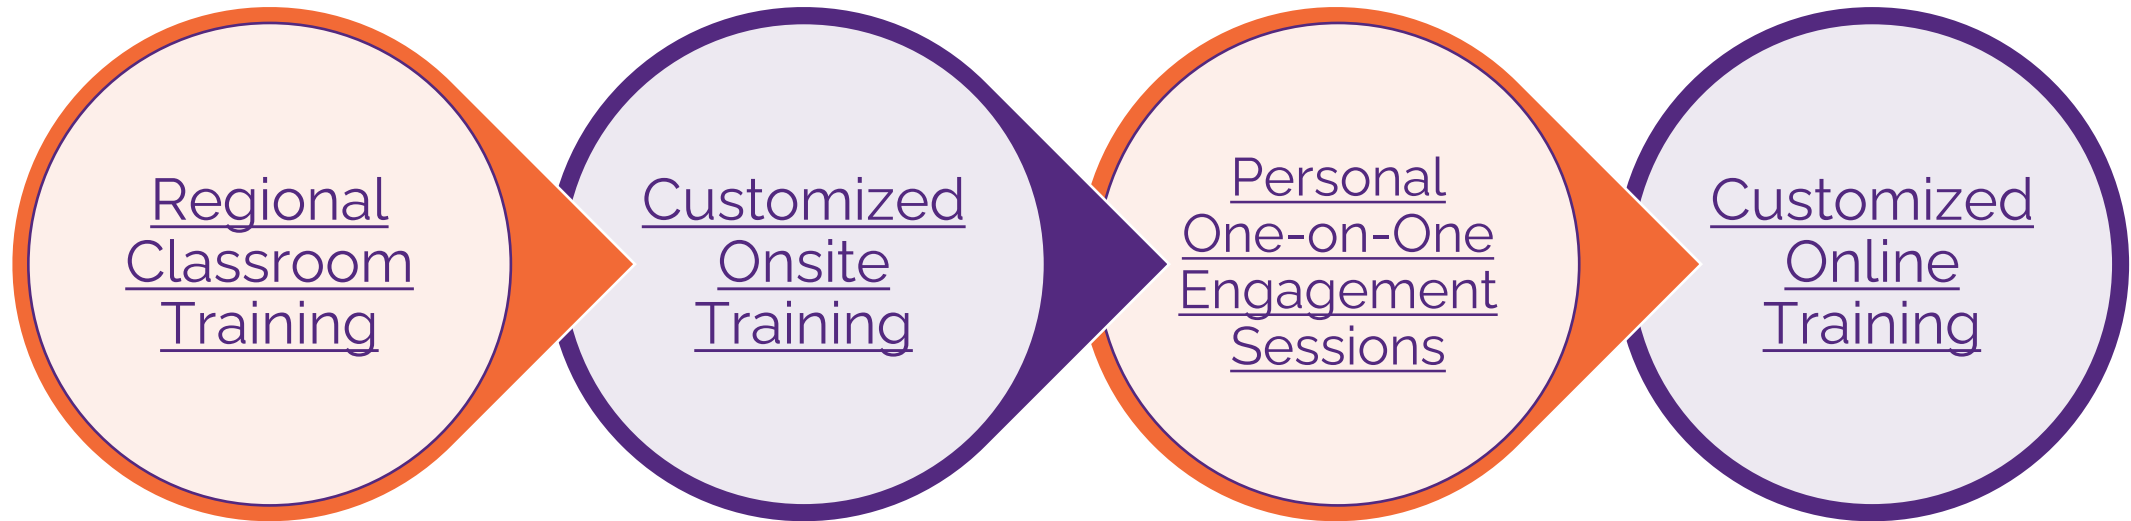 Regional
Classroom
Training
Customized
Onsite
Training
Personal
One-on-One
Engagement
Sessions
Customized
Online
Training